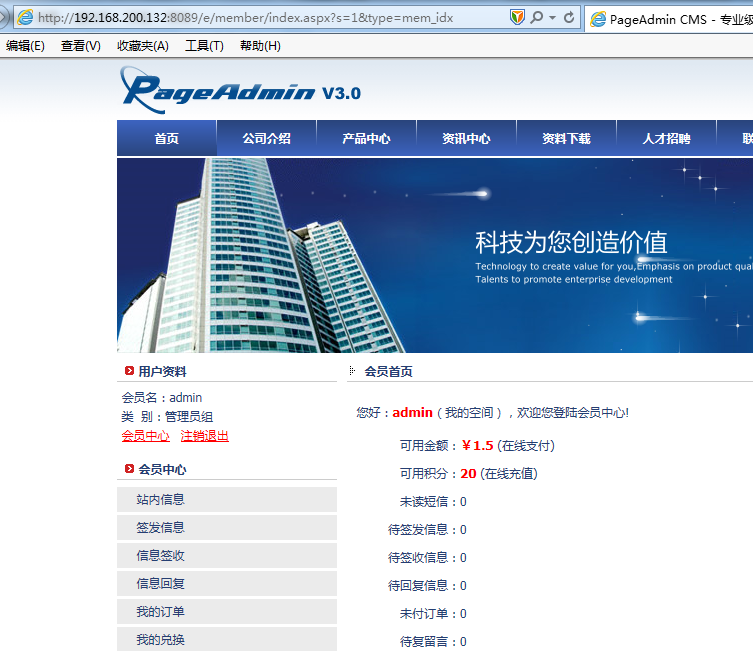 http://192.168.200.132:8089/e/member/index.aspx?s=1&type=mem_idx
PageAdmin CMS - 专业级
编辑(E) 查看(V) 收藏夹(A) 工具(T) 帮助(H)
PageAdmin V3.0
首页 公司介绍 产品中心 资讯中心 资料下载 人才招聘 联
科技为您创造价值
Technology to create value for you,Emphasis on product qua
Talents to promote enterprise development
用户资料
会员名：admin
类 别：管理员组
会员中心 注销退出
会员中心
站内信息
签发信息
信息签收
信息回复
我的订单
我的兑换
会员首页
您好：admin（我的空间），欢迎您登陆会员中心!
可用金额：￥1.5 (在线支付)
可用积分：20 (在线充值)
未读短信：0
待签发信息：0
待签收信息：0
待回复信息：0
未付订单：0
待复留言：0